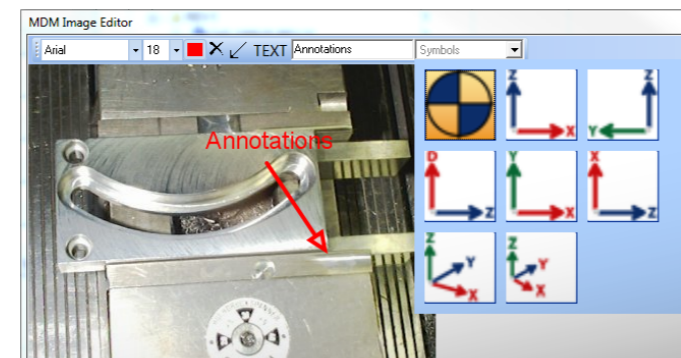 MDM Image Editor
Arial 18 TEXT Annotations Symbols
Annotations
Z X
Z Y
D Z
Y X
X Z
Z Y X
Z Y X